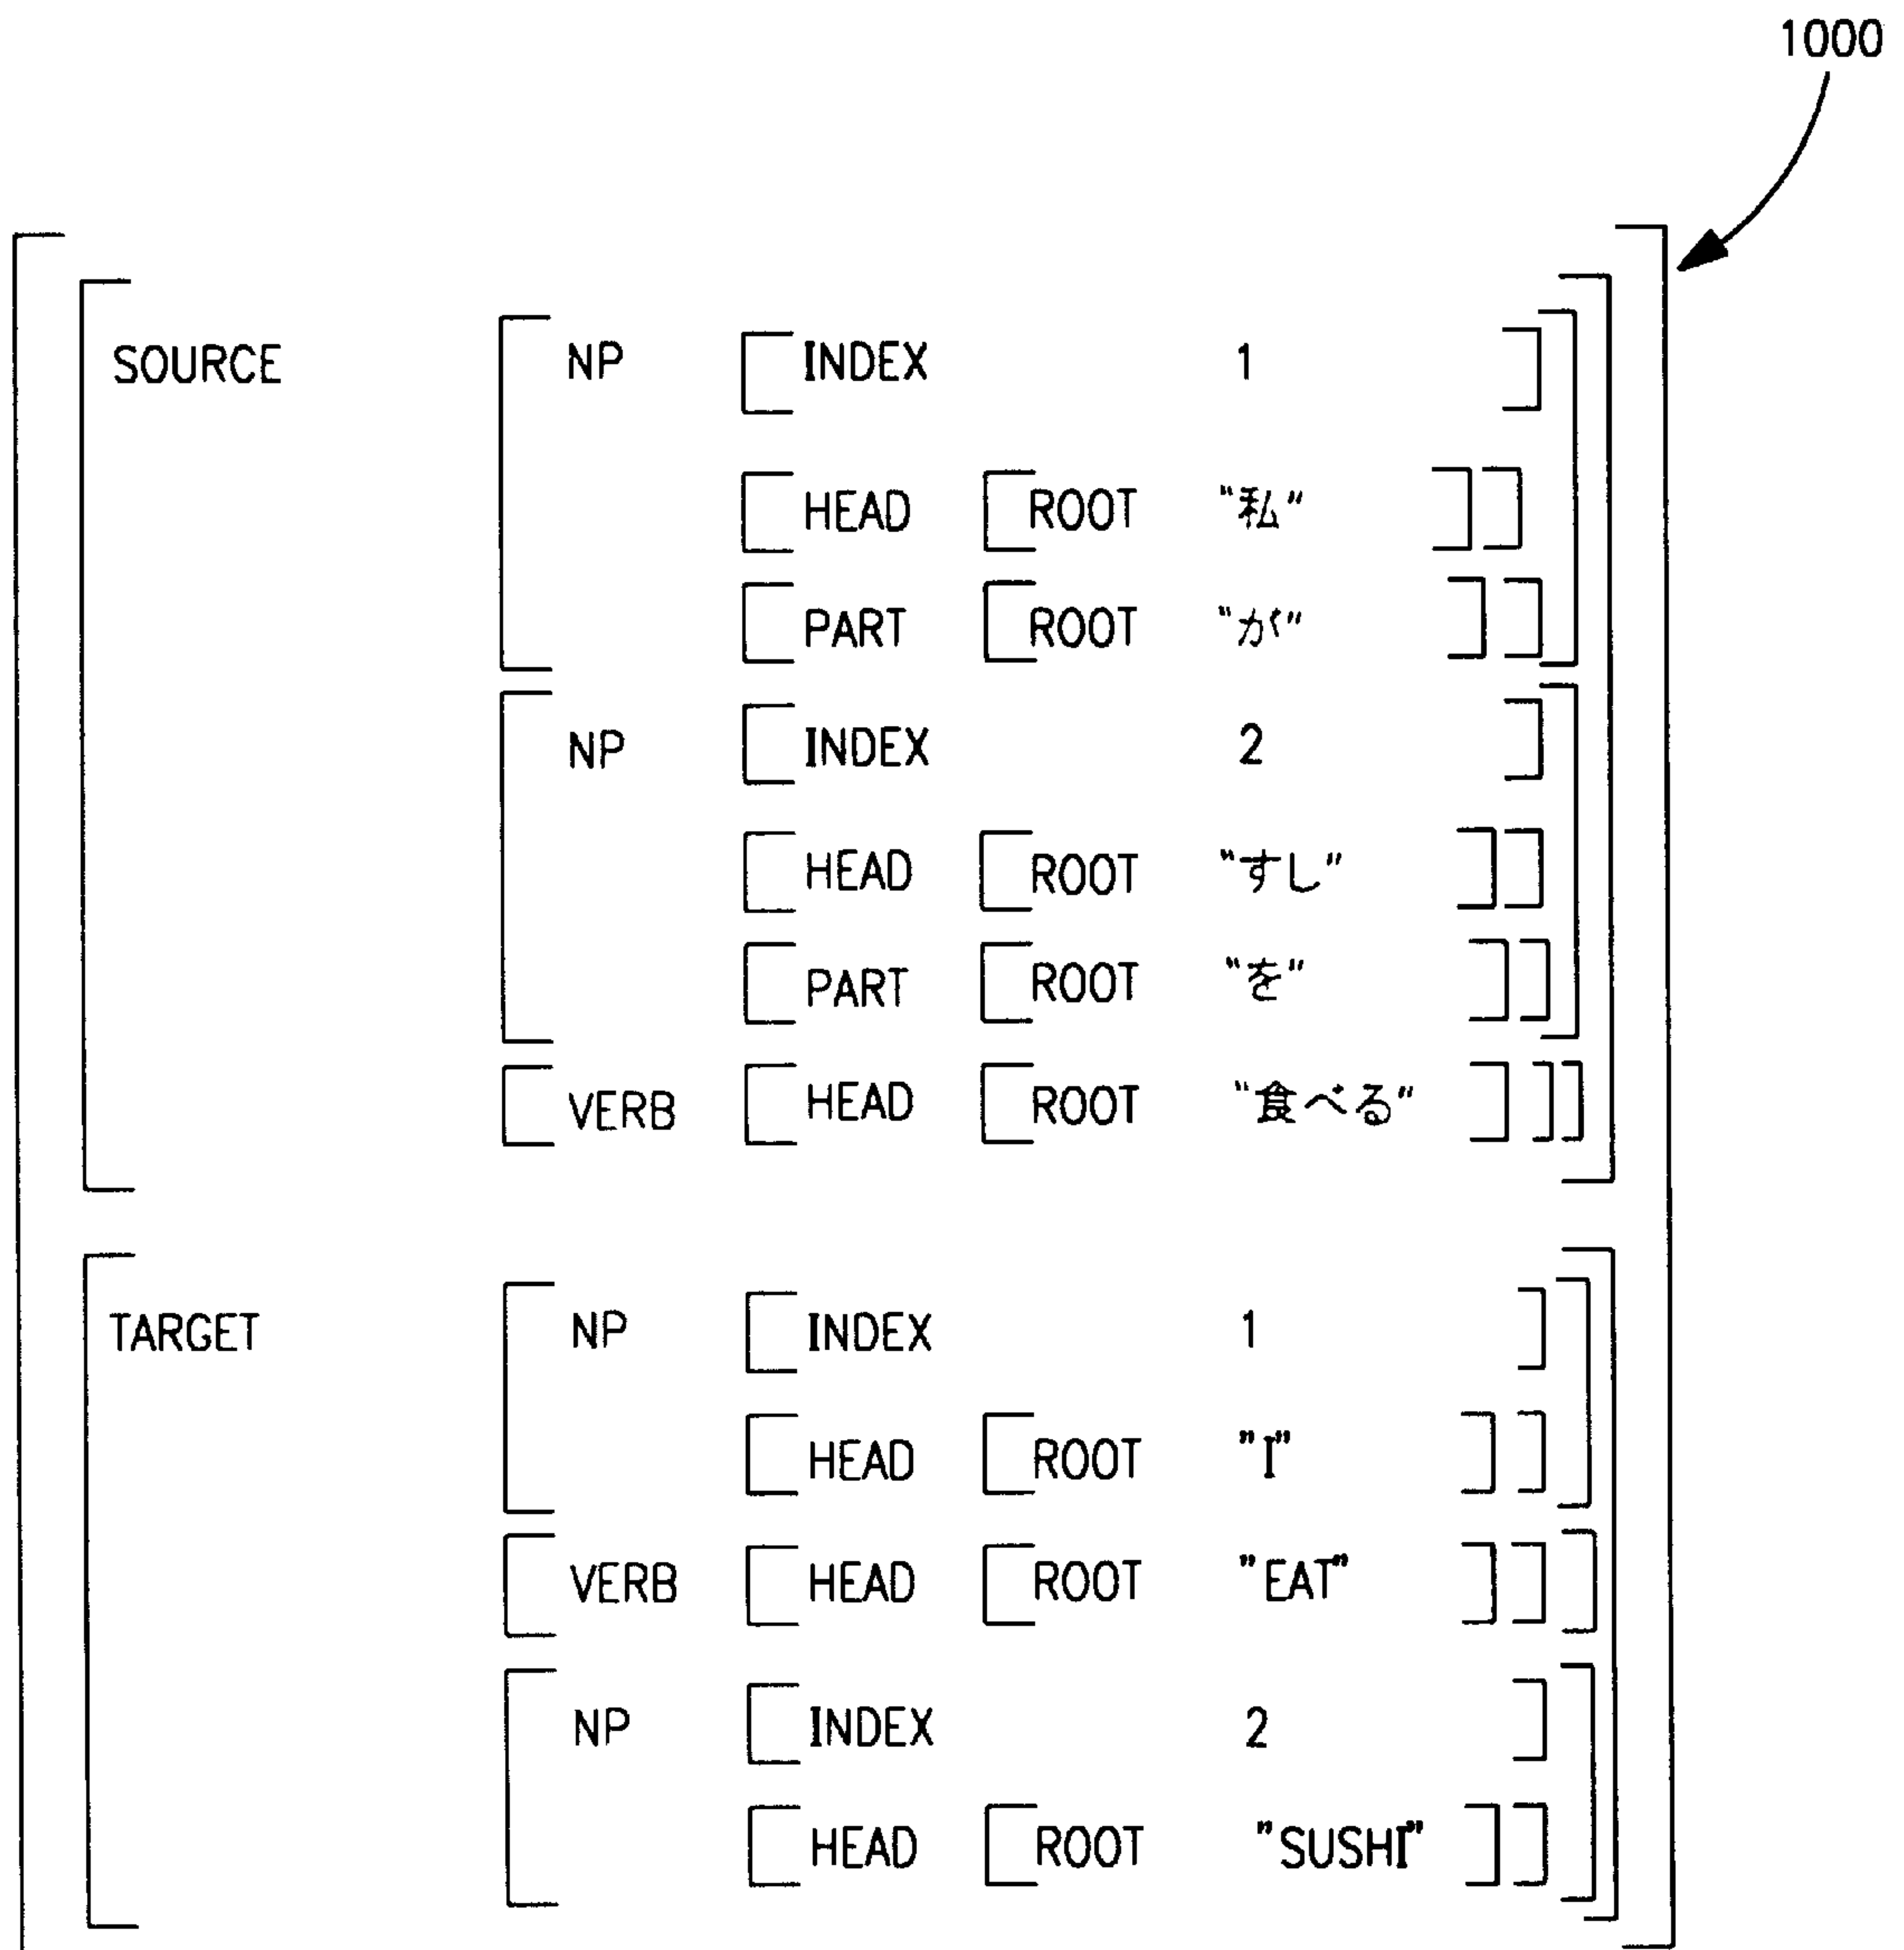 1000
SOURCE NP INDEX 1
HEAD ROOT “私”
PART ROOT “が”
NP INDEX 2
HEAD ROOT “すし”
PART ROOT “を”
VERB HEAD ROOT “食べる”
TARGET NP INDEX 1
HEAD ROOT "I"
VERB HEAD ROOT "EAT"
NP INDEX 2
HEAD ROOT "SUSHI"